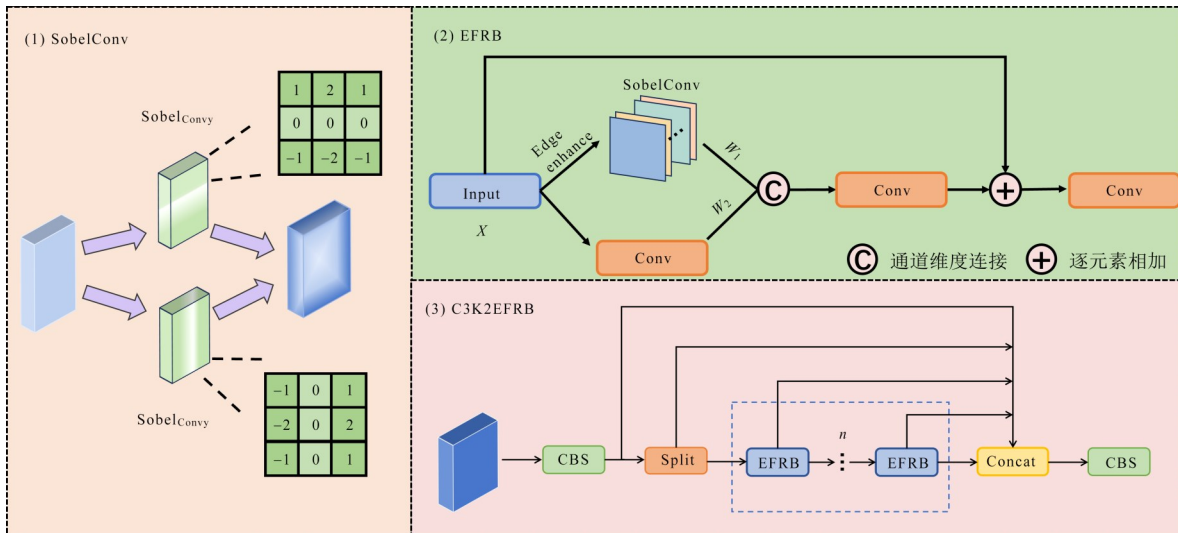 (1) SobelConv
Sobel_Convy
1 2 1
0 0 0
−1 −2 −1
Sobel_Convy
−1 0 1
−2 0 2
−1 0 1
(2) EFRB
SobelConv
Edge
enhance
...
W1
Input
X
Conv
W2
C
Conv
+
Conv
C 通道维度连接
+ 逐元素相加
(3) C3K2EFRB
CBS
Split
EFRB
n
⋮
EFRB
Concat
CBS